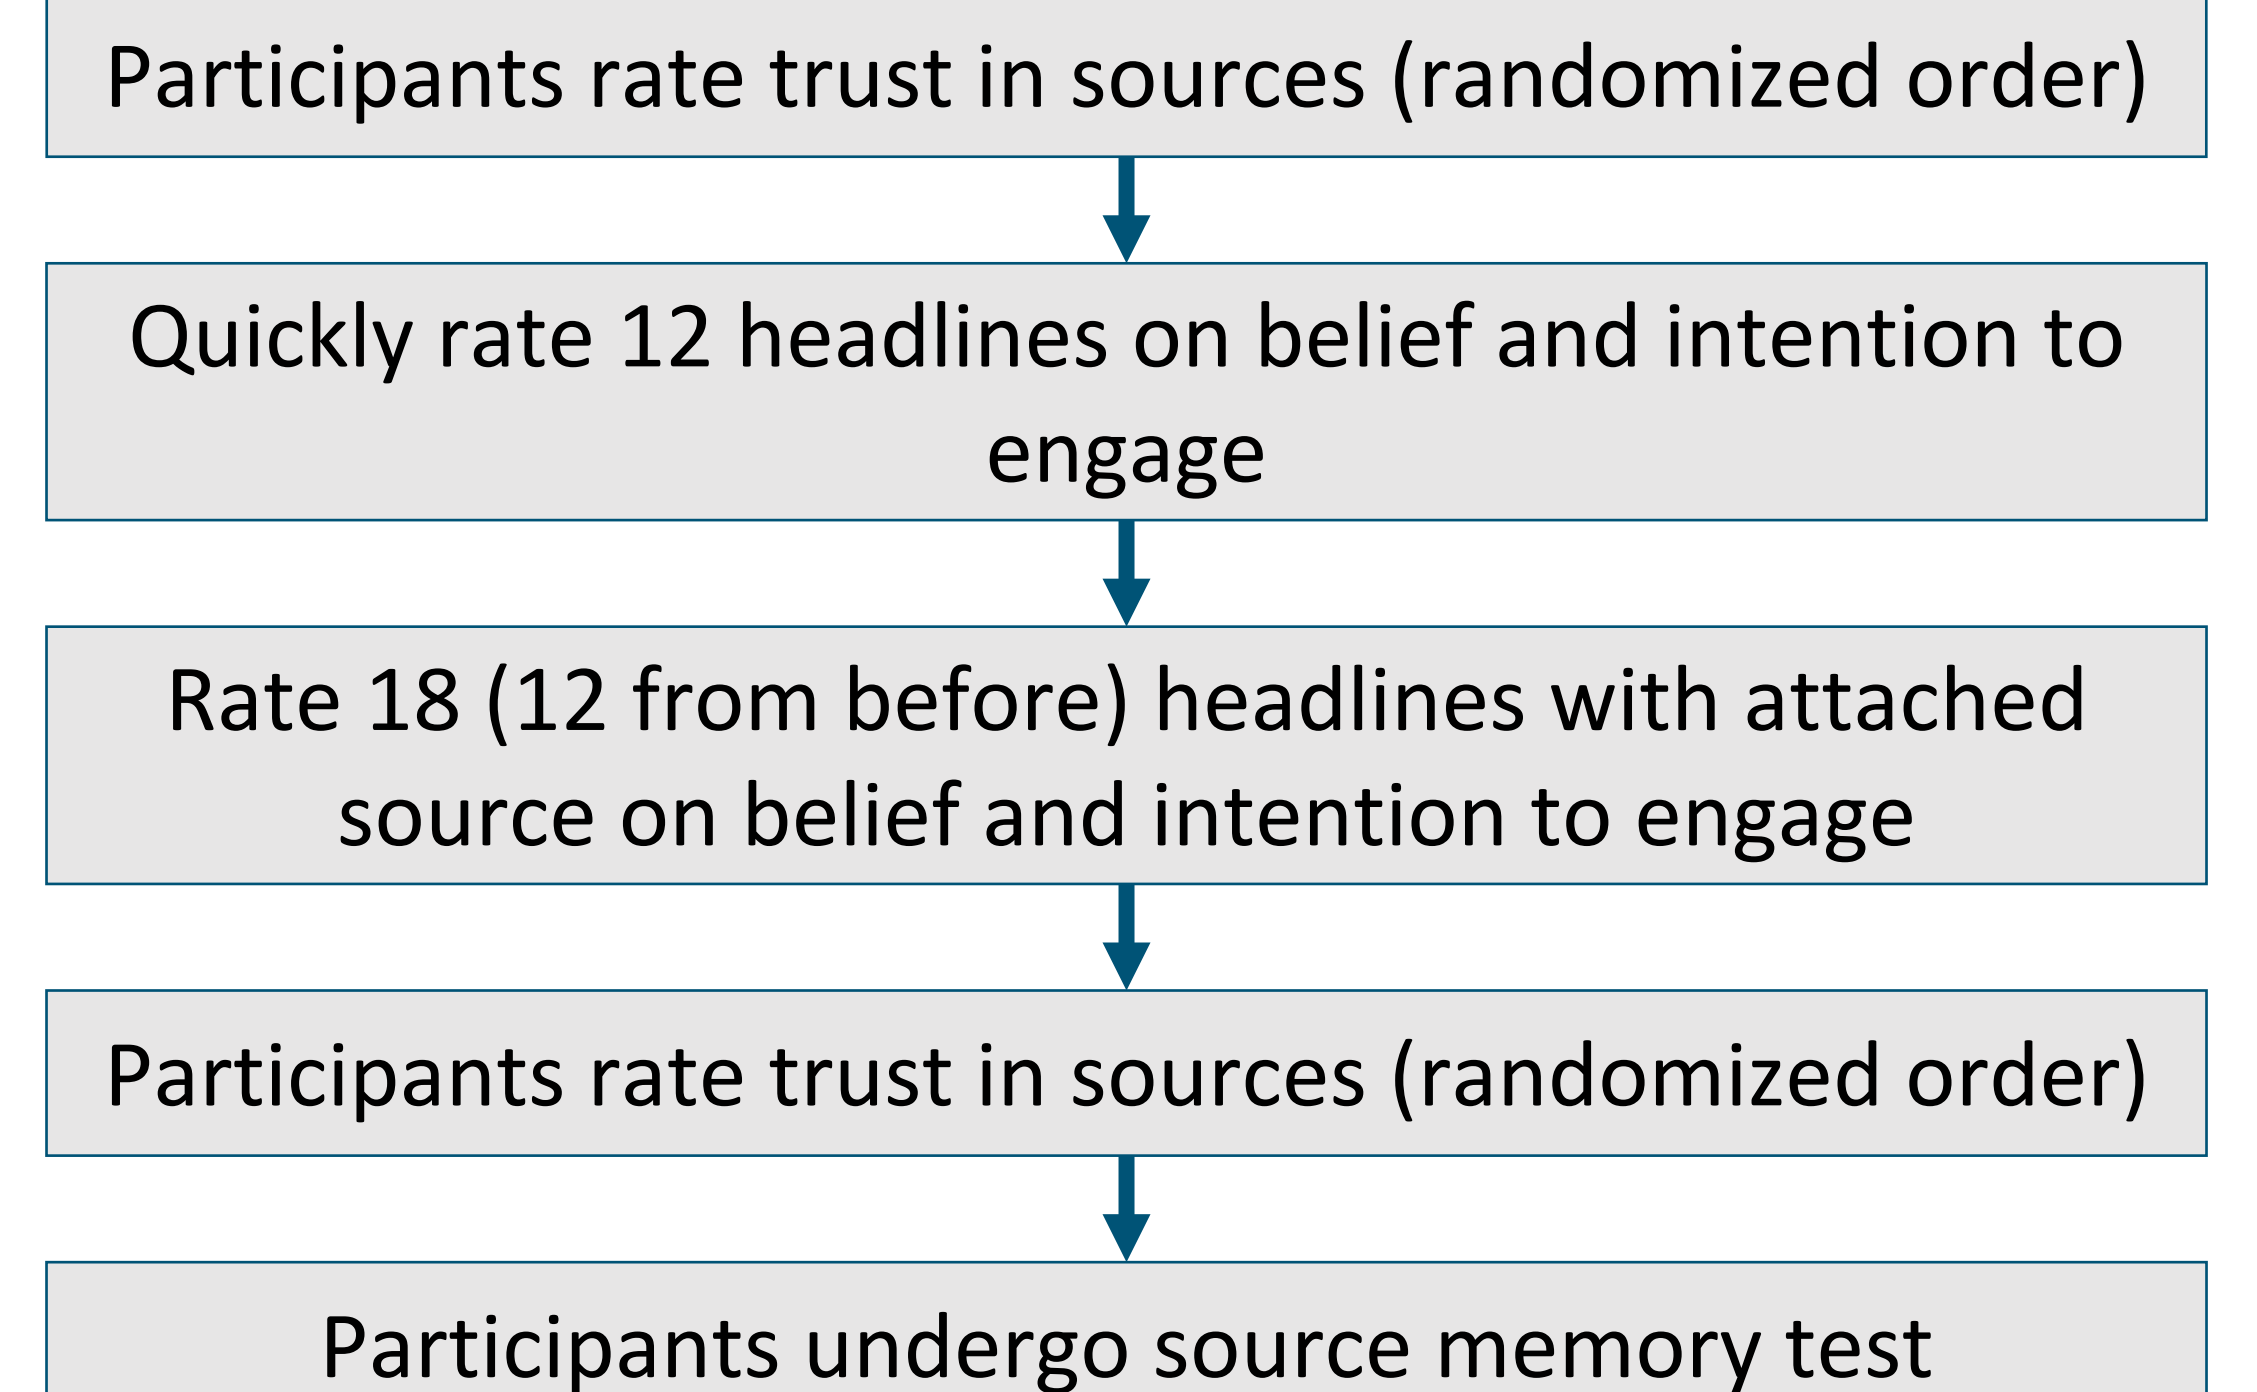 Participants rate trust in sources (randomized order)
Quickly rate 12 headlines on belief and intention to
engage
Rate 18 (12 from before) headlines with attached
source on belief and intention to engage
Participants rate trust in sources (randomized order)
Participants undergo source memory test